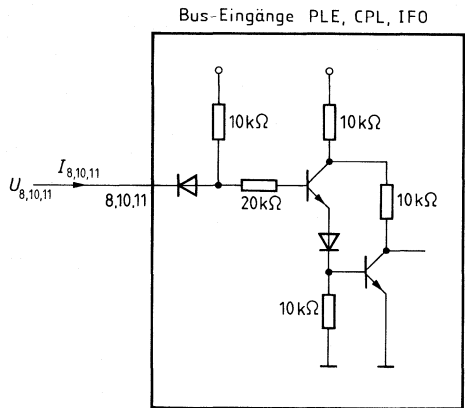 Bus-Eingänge PLE, CPL, IFO
10kΩ
10kΩ
I8,10,11
U8,10,11
8,10,11
20kΩ
10kΩ
10kΩ